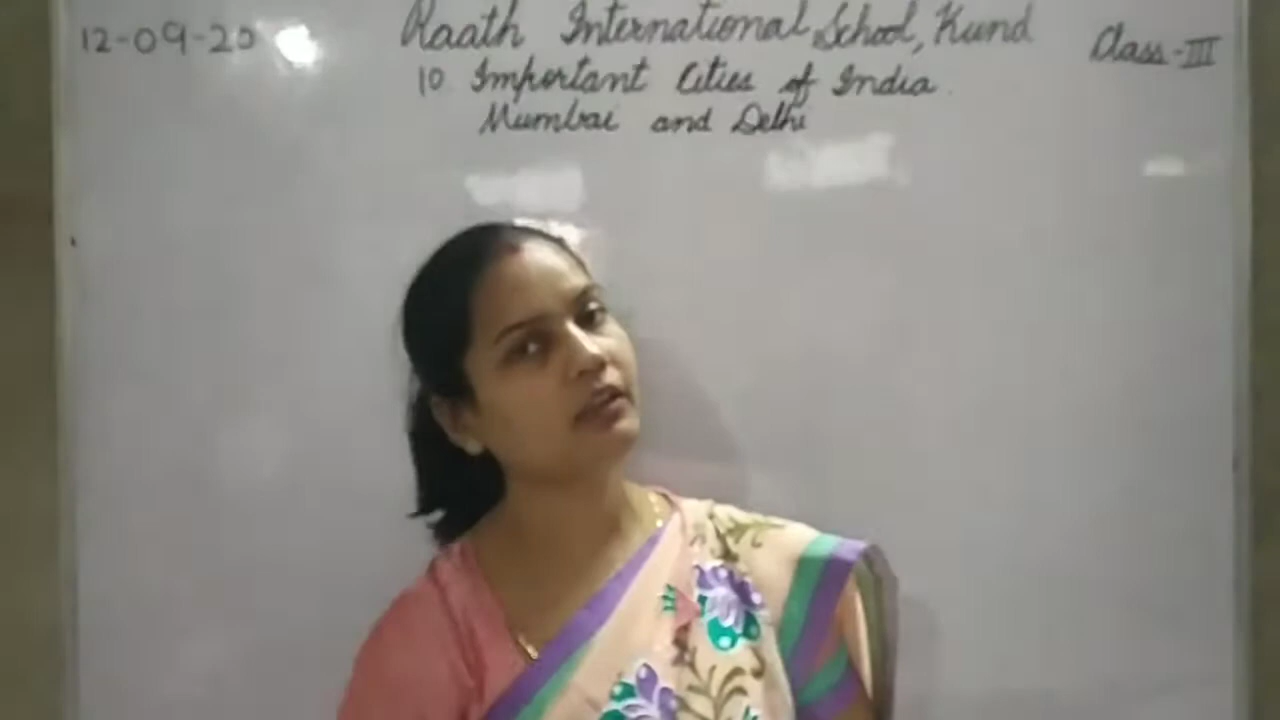 12-09-20 Raath International School, Kund Class-III
10. Important Cities of India.
Mumbai and Delhi